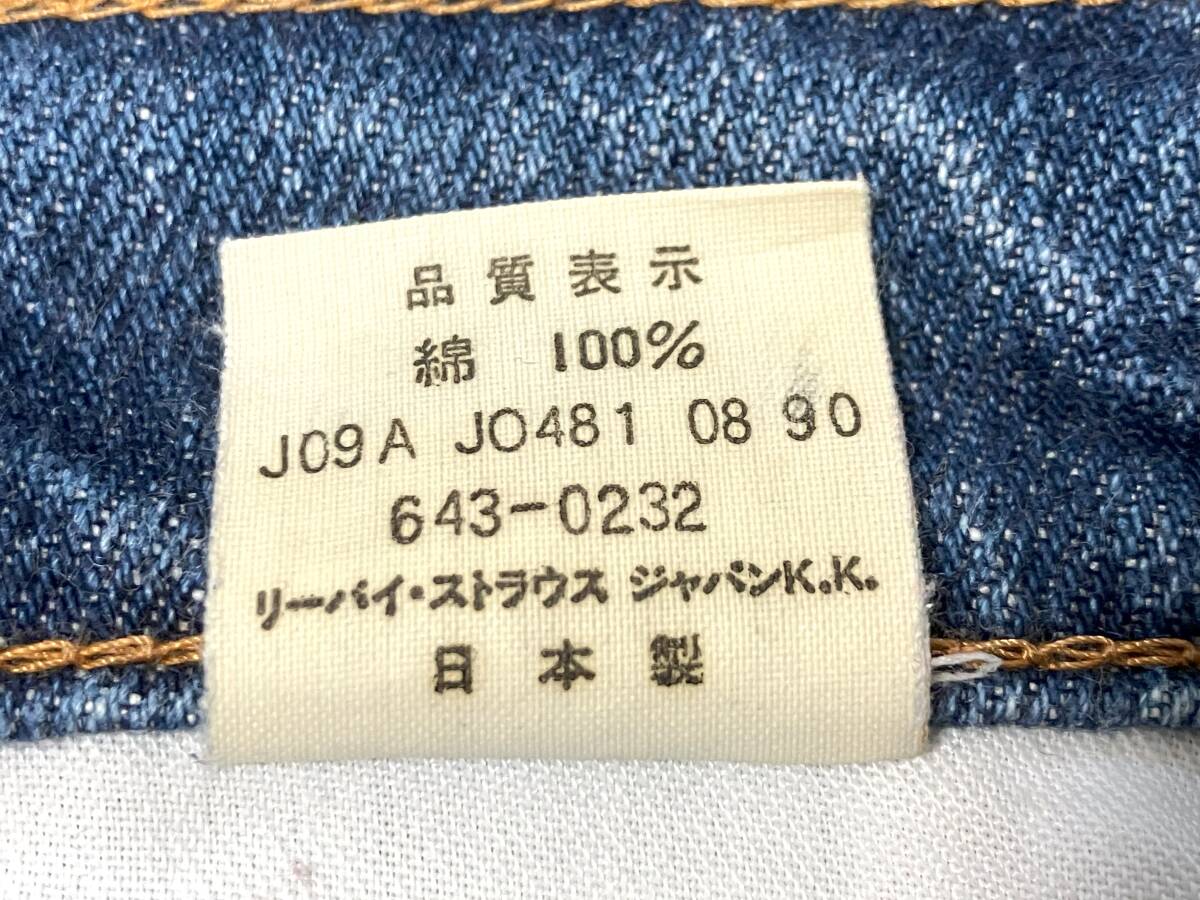 品質表示
綿 100%
J09A J0481 08 90
643-0232
リーバイ・ストラウス ジャパンK.K.
日本製